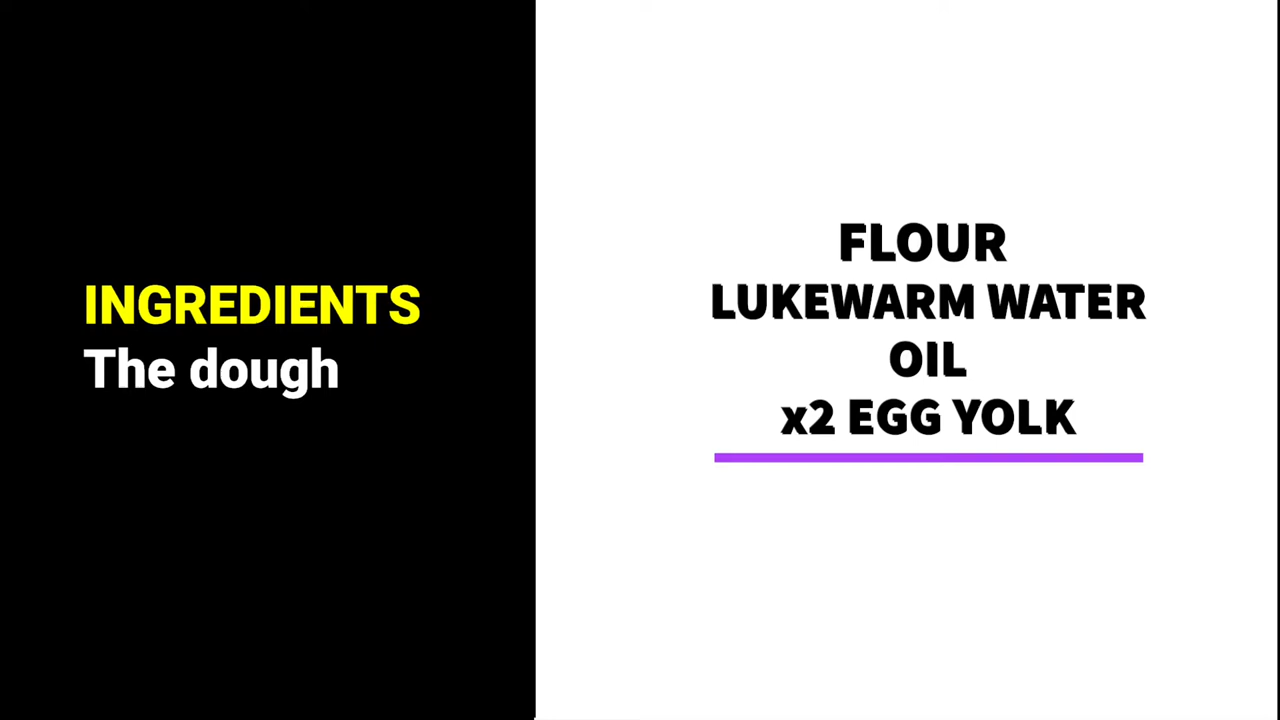 INGREDIENTS
The dough
FLOUR
LUKEWARM WATER
OIL
x2 EGG YOLK